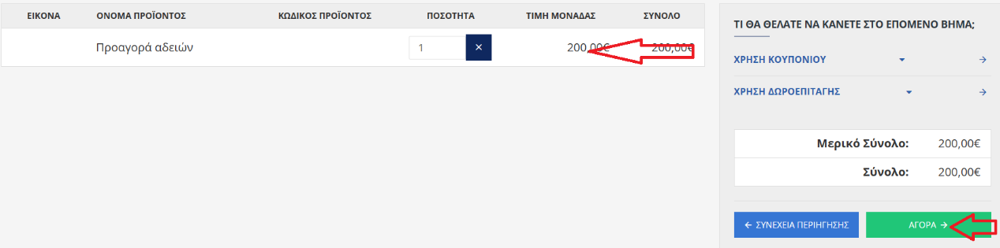 ΕΙΚΟΝΑ ΟΝΟΜΑ ΠΡΟΪΟΝΤΟΣ ΚΩΔΙΚΟΣ ΠΡΟΪΟΝΤΟΣ ΠΟΣΟΤΗΤΑ ΤΙΜΗ ΜΟΝΑΔΑΣ ΣΥΝΟΛΟ
Προαγορά αδειών 1 × 200,00€ 200,00€
ΤΙ ΘΑ ΘΕΛΑΤΕ ΝΑ ΚΑΝΕΤΕ ΣΤΟ ΕΠΟΜΕΝΟ ΒΗΜΑ;
ΧΡΗΣΗ ΚΟΥΠΟΝΙΟΥ
ΧΡΗΣΗ ΔΩΡΟΕΠΙΤΑΓΗΣ
Μερικό Σύνολο: 200,00€
Σύνολο: 200,00€
← ΣΥΝΕΧΕΙΑ ΠΕΡΙΗΓΗΣΗΣ ΑΓΟΡΑ →